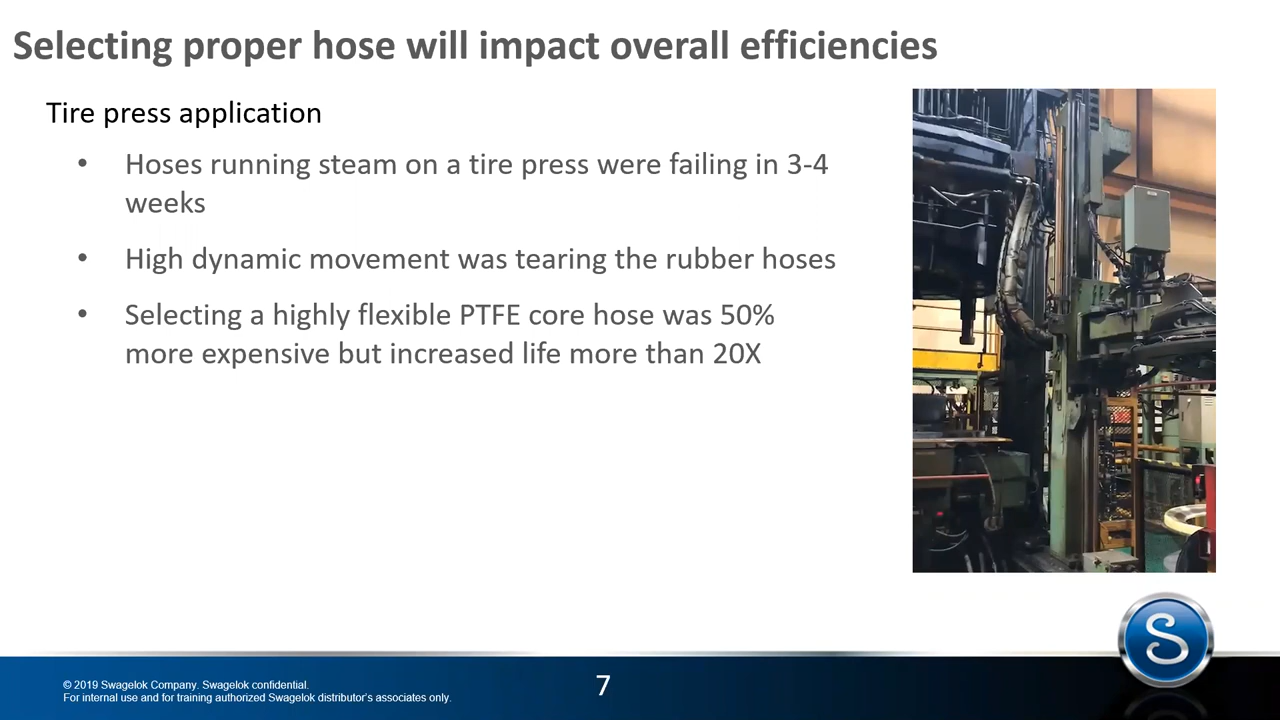 Selecting proper hose will impact overall efficiencies
Tire press application
• Hoses running steam on a tire press were failing in 3-4
weeks
• High dynamic movement was tearing the rubber hoses
• Selecting a highly flexible PTFE core hose was 50%
more expensive but increased life more than 20X
S
© 2019 Swagelok Company. Swagelok confidential.
For internal use and for training authorized Swagelok distributor's associates only.
7